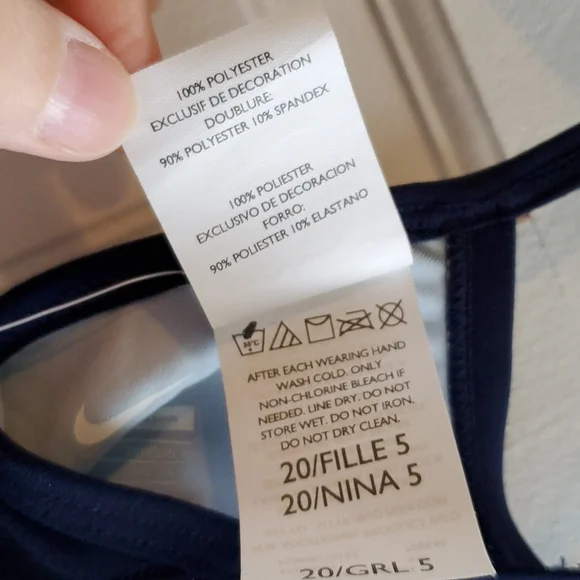 100% POLYESTER
EXCLUSIF DE DECORATION
DOUBLURE:
90% POLYESTER 10% SPANDEX
100% POLIESTER
EXCLUSIVO DE DECORACION
FORRO:
90% POLIESTER 10% ELASTANO
30°C
AFTER EACH WEARING HAND
WASH COLD. ONLY
NON-CHLORINE BLEACH IF
NEEDED. LINE DRY. DO NOT
STORE WET. DO NOT IRON.
DO NOT DRY CLEAN.
20/FILLE 5
20/NINA 5
20/GRL 5